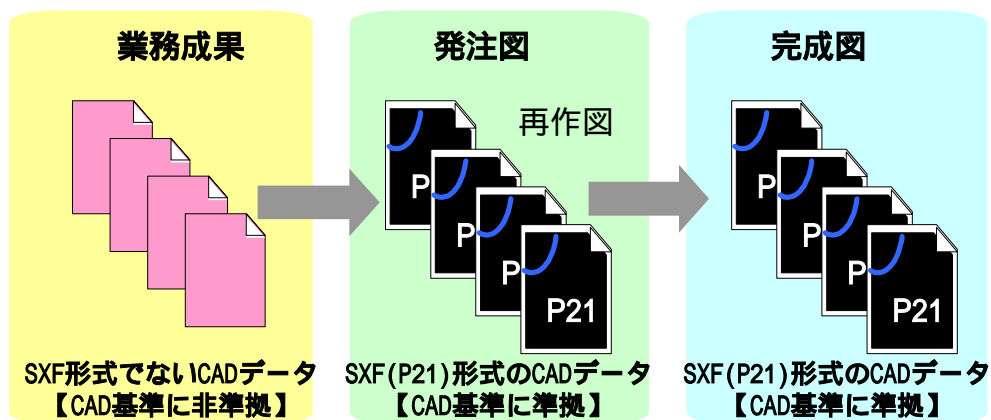 業務成果
発注図
完成図
再作図
P
P
P
P21
P
P
P
P21
SXF形式でないCADデータ
【CAD基準に非準拠】
SXF(P21)形式のCADデータ
【CAD基準に準拠】
SXF(P21)形式のCADデータ
【CAD基準に準拠】